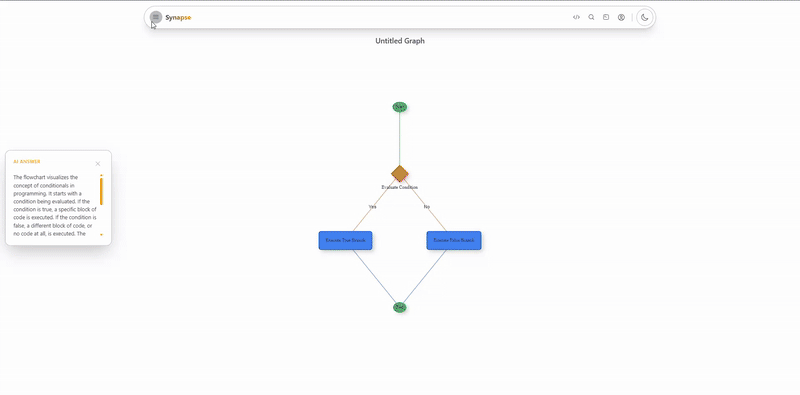 Synapse
</>
Untitled Graph
Start
AI ANSWER
The flowchart visualizes the
concept of conditionals in
programming. It starts with a
condition being evaluated. If the
condition is true, a specific block of
code is executed. If the condition is
false, a different block of code, or
no code at all, is executed. The
Evaluate Condition
Yes
No
Execute True Branch
Execute False Branch
End